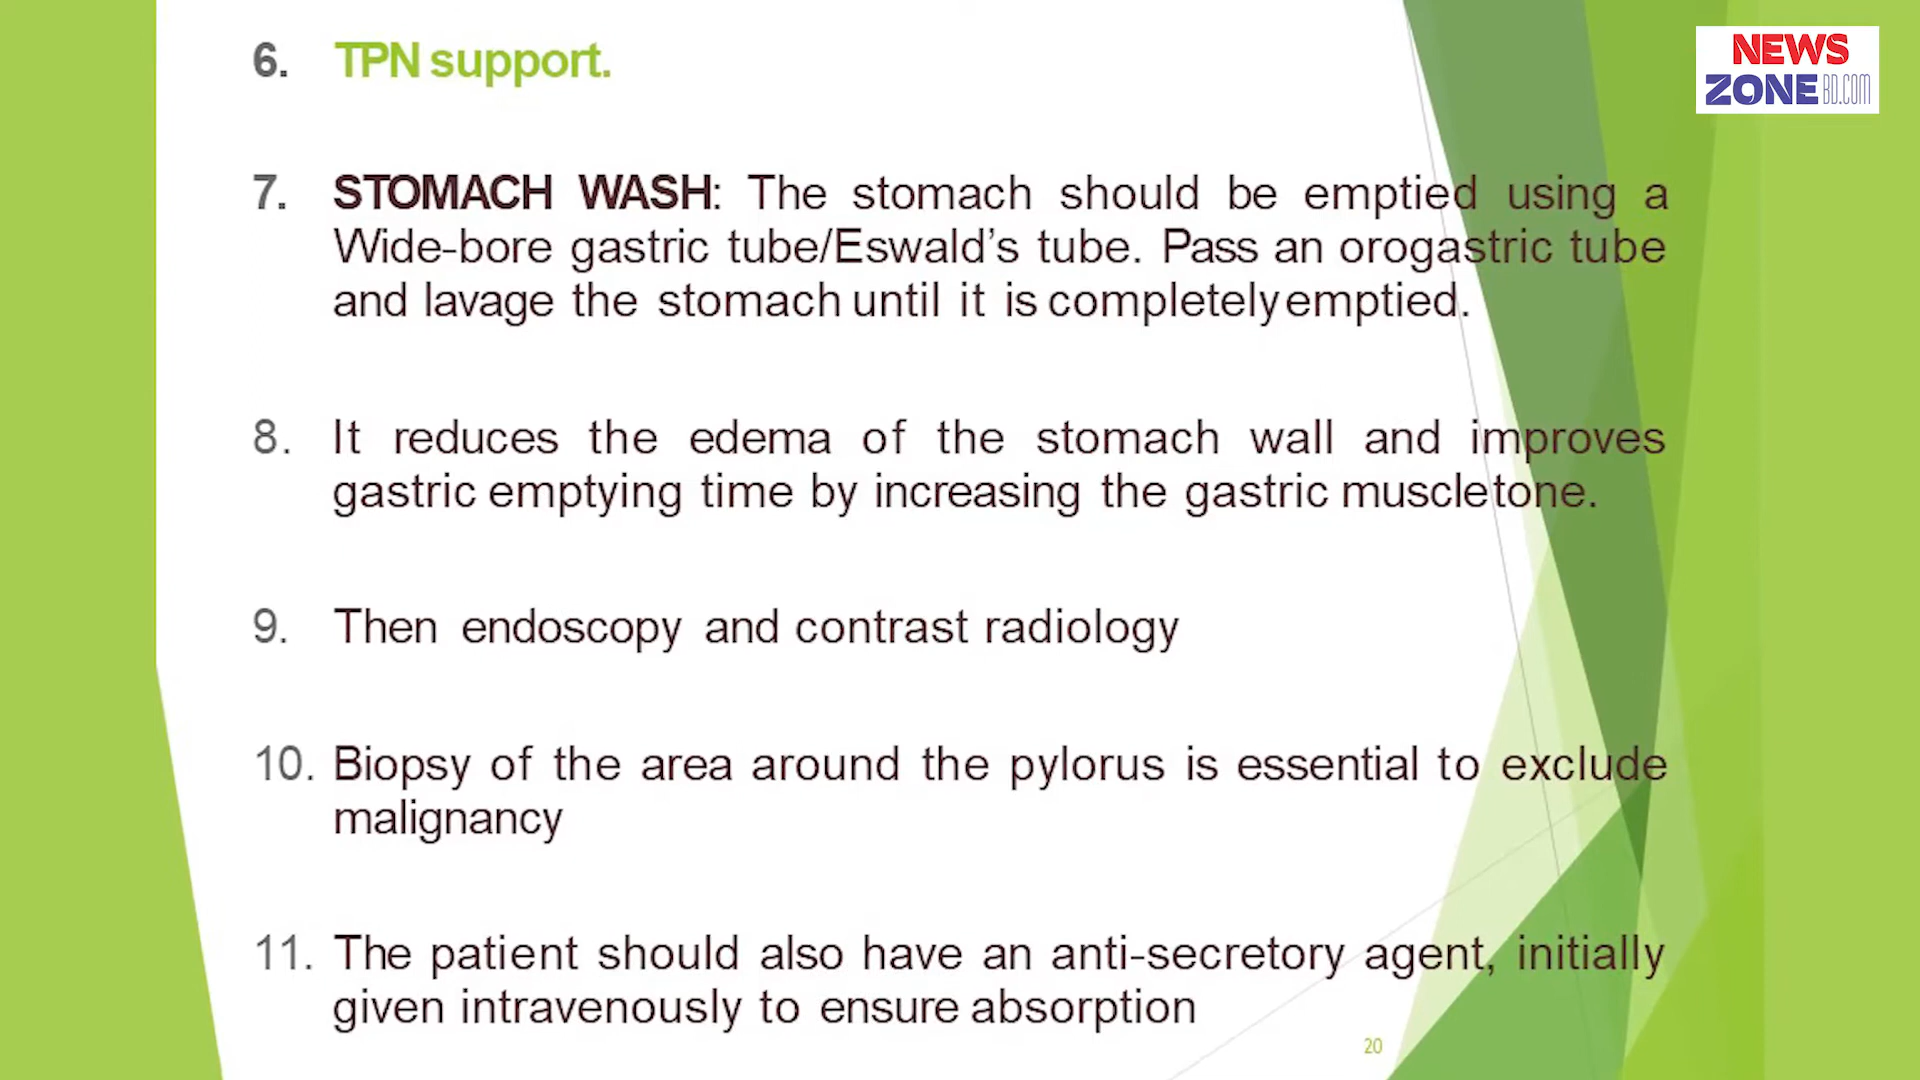 NEWS
ZONE BD.COM
6. TPN support.
7. STOMACH WASH: The stomach should be emptied using a
Wide-bore gastric tube/Eswald’s tube. Pass an orogastric tube
and lavage the stomach until it is completely emptied.
8. It reduces the edema of the stomach wall and improves
gastric emptying time by increasing the gastric muscletone.
9. Then endoscopy and contrast radiology
10. Biopsy of the area around the pylorus is essential to exclude
malignancy
11. The patient should also have an anti-secretory agent, initially
given intravenously to ensure absorption
20